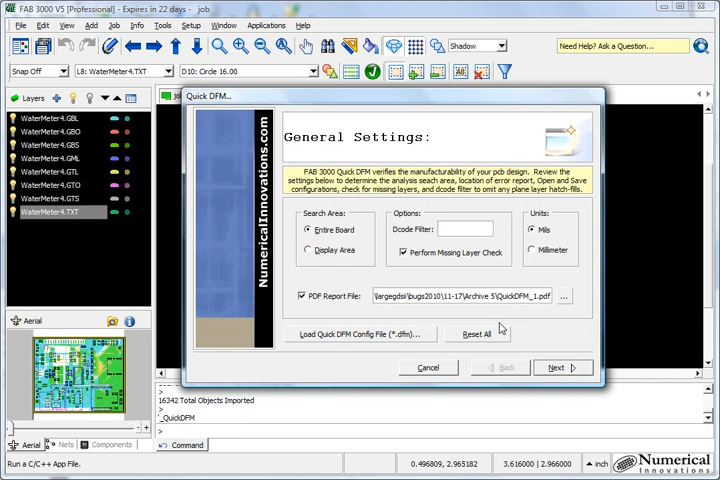 FAB 3000 V5 [Professional] - Expires in 22 days - job
File Edit View Add Job Info Tools Setup Window Applications Help
Shadow
Need Help? Ask a Question...
Snap Off
L8: WaterMeter4.TXT
D10: Circle 16.00
All
Layers
WaterMeter4.GBL
WaterMeter4.GBO
WaterMeter4.GBS
WaterMeter4.GML
WaterMeter4.GTL
WaterMeter4.GTO
WaterMeter4.GTS
WaterMeter4.TXT
Quick DFM...
NumericalInnovations.com
General Settings:
FAB 3000 Quick DFM verifies the manufacturability of your pcb design. Review the
settings below to determine the analysis seach area, location of error report, Open and Save
configurations, check for missing layers, and dcode filter to omit any plane layer hatch-fills.
Search Area:
Entire Board
Display Area
Options:
Dcode Filter:
Perform Missing Layer Check
Units:
Mils
Millimeter
PDF Report File:
\largegdsii\bugs2010\11-17\Archive 5\QuickDFM_1.pdf
...
Load Quick DFM Config File (*.dfm)...
Reset All
Cancel
Back
Next
Aerial
>
16342 Total Objects Imported
>
'_QuickDFM
>
Aerial Nets Components
Command
Run a C/C++ App File.
0.496809, 2.965182
3.616000 | 2.966000
inch
Numerical
Innovations